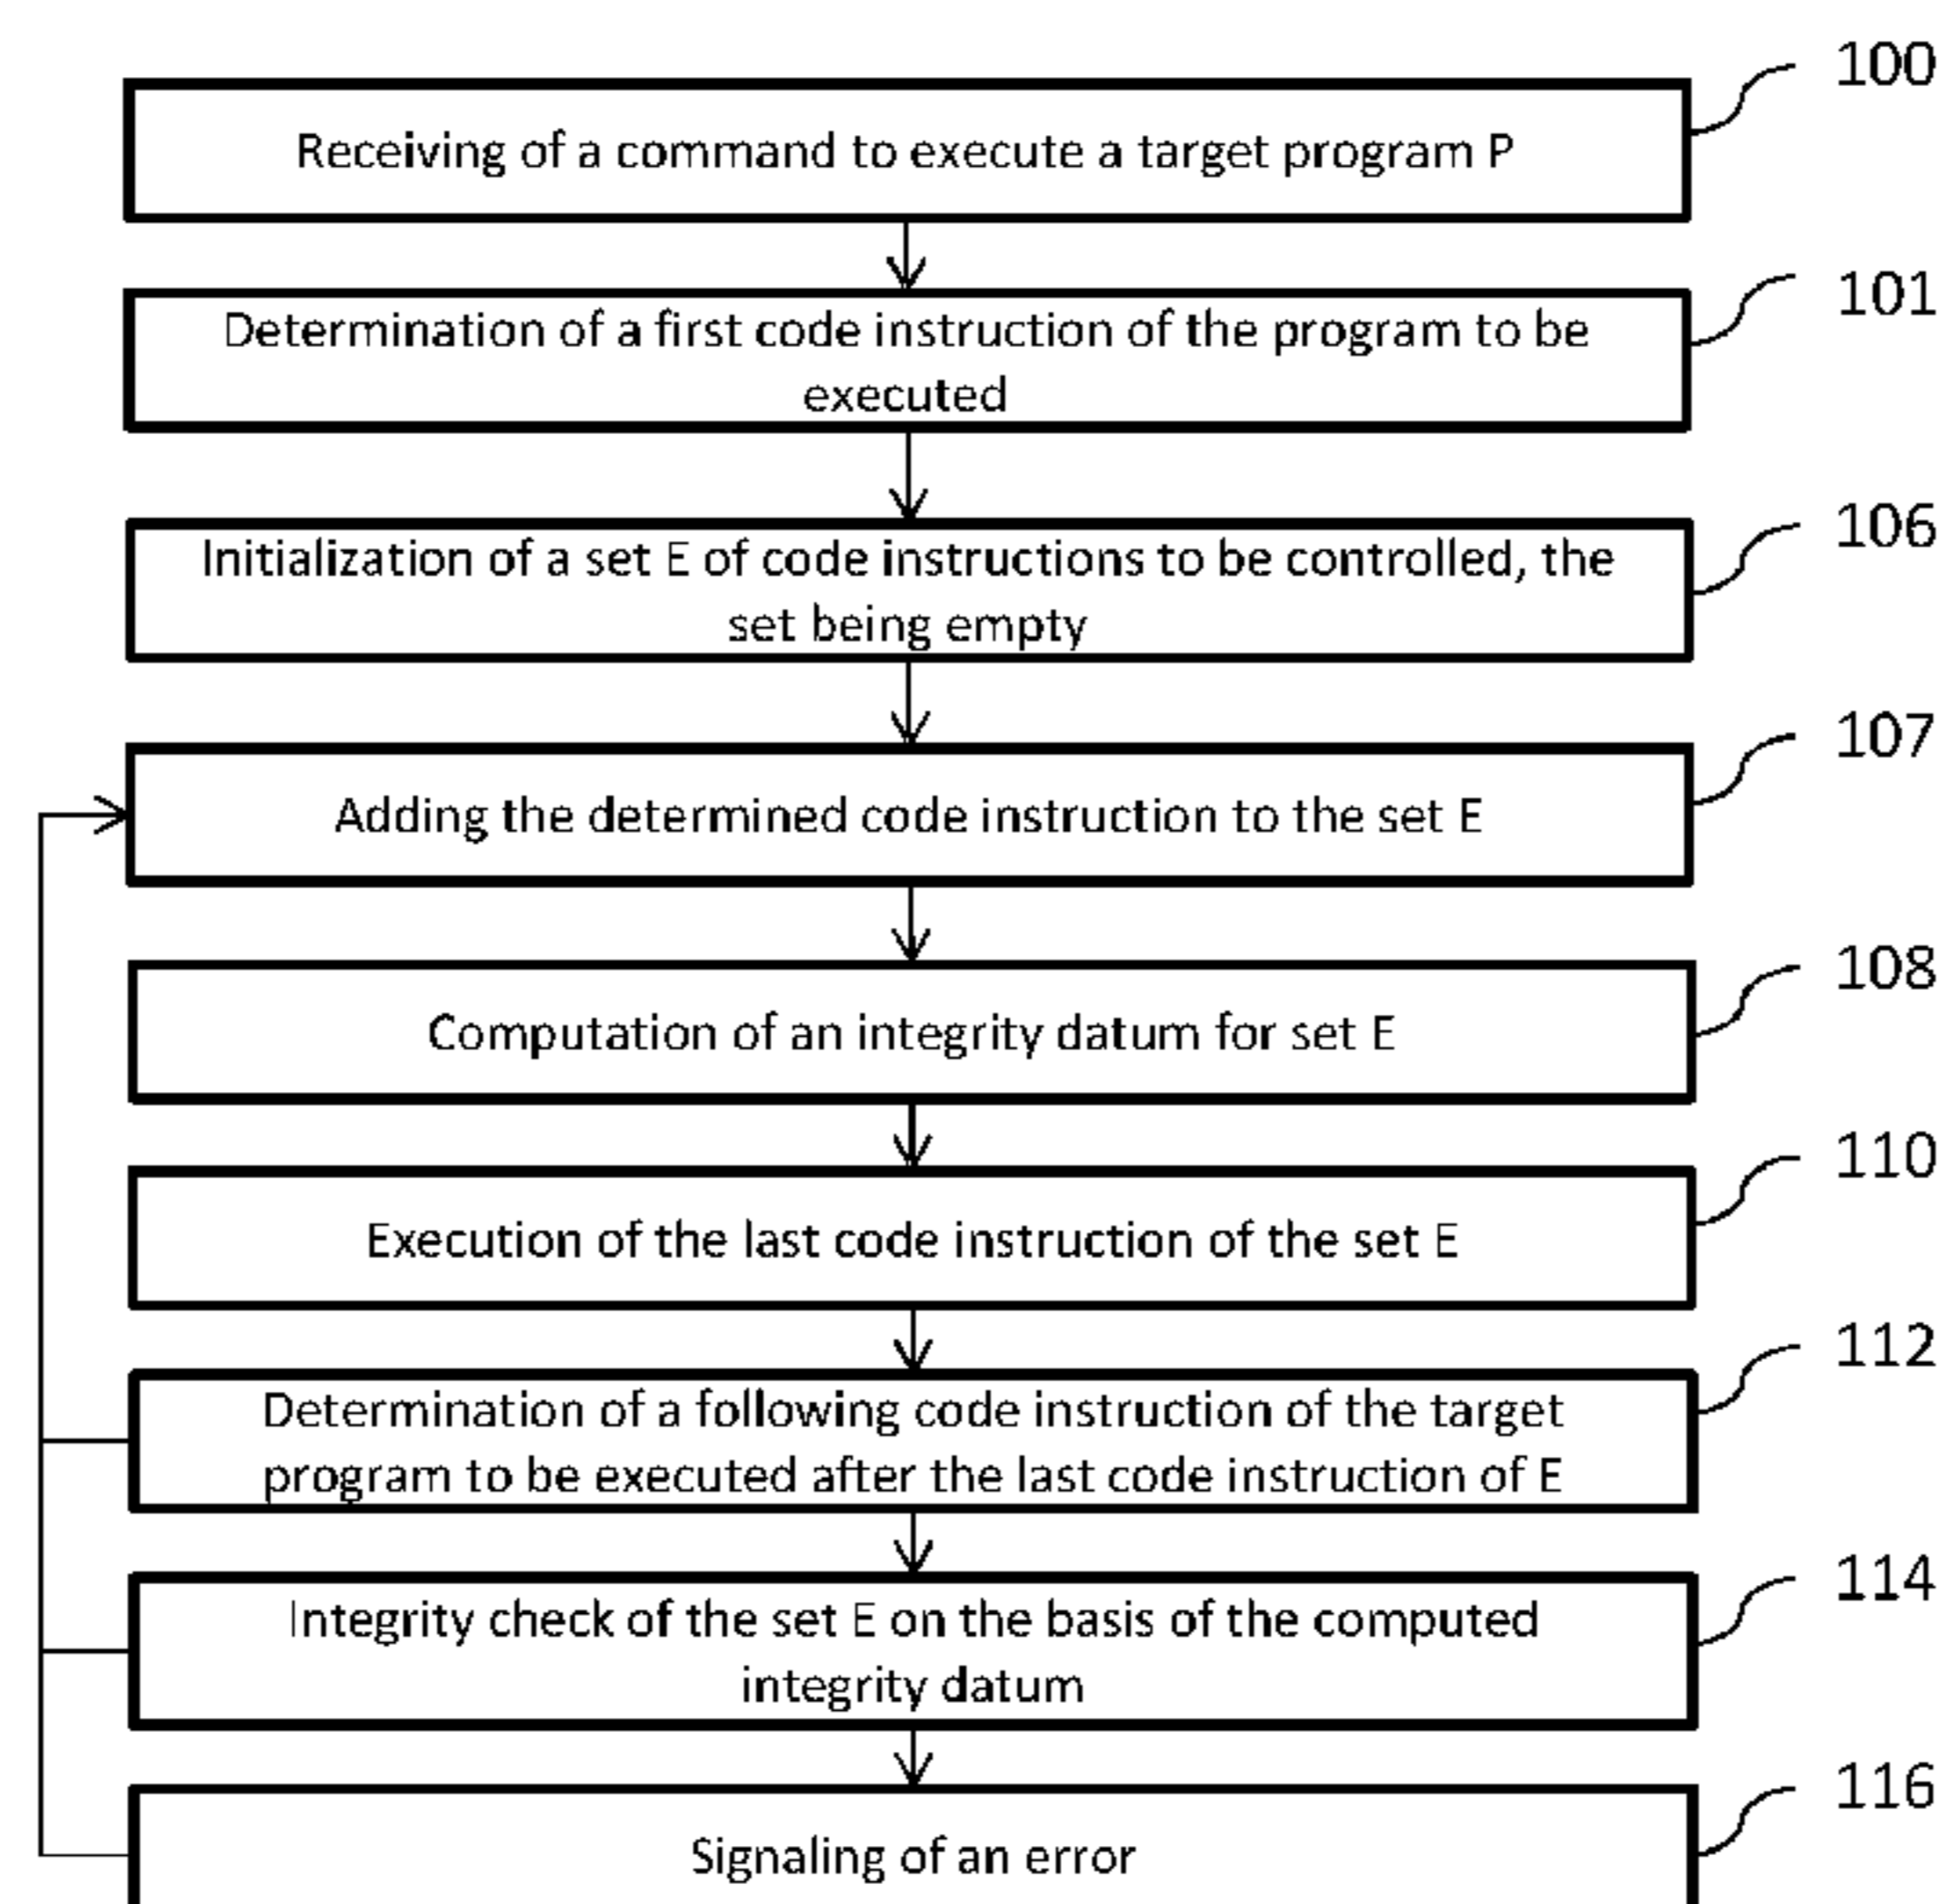 100
Receiving of a command to execute a target program P
101
Determination of a first code instruction of the program to be
executed
106
Initialization of a set E of code instructions to be controlled, the
set being empty
107
Adding the determined code instruction to the set E
108
Computation of an integrity datum for set E
110
Execution of the last code instruction of the set E
112
Determination of a following code instruction of the target
program to be executed after the last code instruction of E
114
Integrity check of the set E on the basis of the computed
integrity datum
116
Signaling of an error